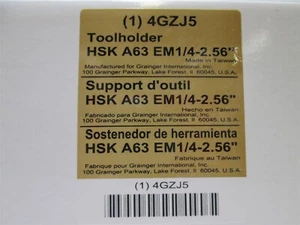 (1) 4GZJ5
Toolholder
HSK A63 EM1/4-2.56"
Made in Taiwan
Manufactured for Grainger International, Inc.
100 Grainger Parkway, Lake Forest, Il 60045, U.S.A.
Support d'outil
HSK A63 EM1/4-2.56"
Hecho en Taiwan
Fabricado para Grainger International, Inc.
100 Grainger Parkway, Lake Forest, Il 60045, U.S.A.
Sostenedor de herramienta
HSK A63 EM1/4-2.56"
Fabrique au Taiwan
Fabrique pour Grainger International, Inc.
100 Grainger Parkway, Lake Forest, Il 60045, U.S.A.
(1) 4GZJ5